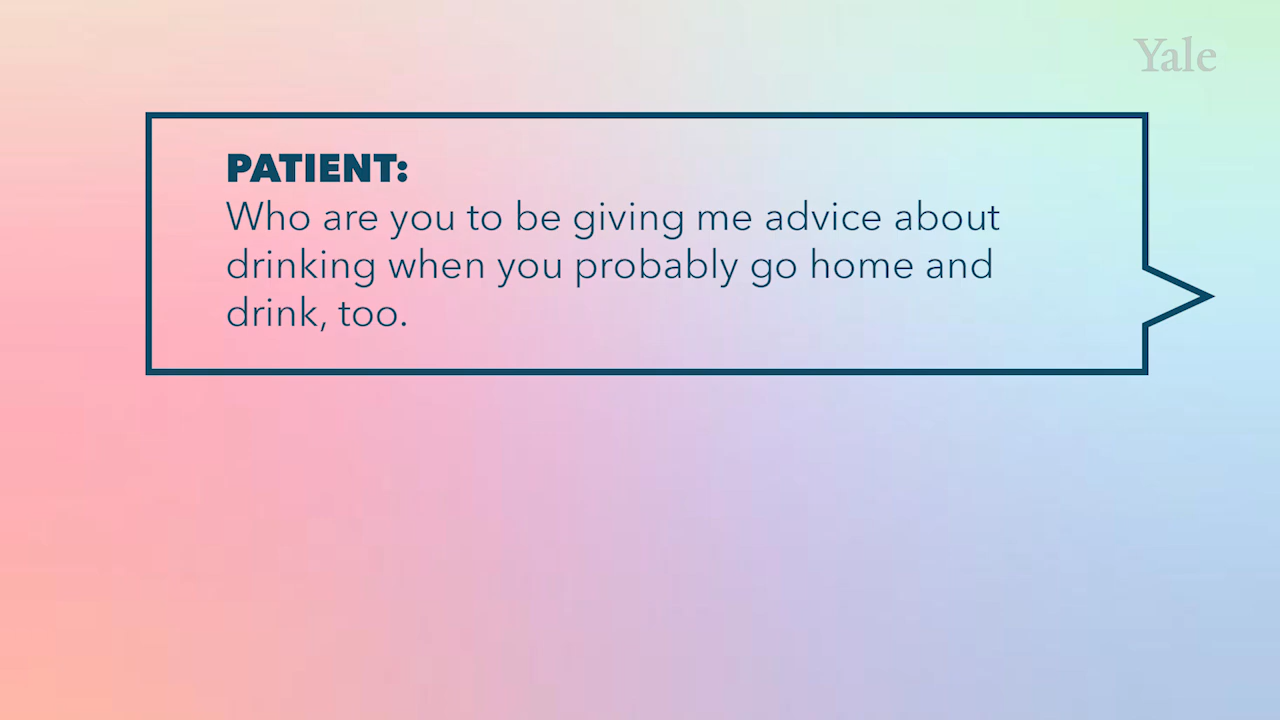 Yale
PATIENT:
Who are you to be giving me advice about
drinking when you probably go home and
drink, too.